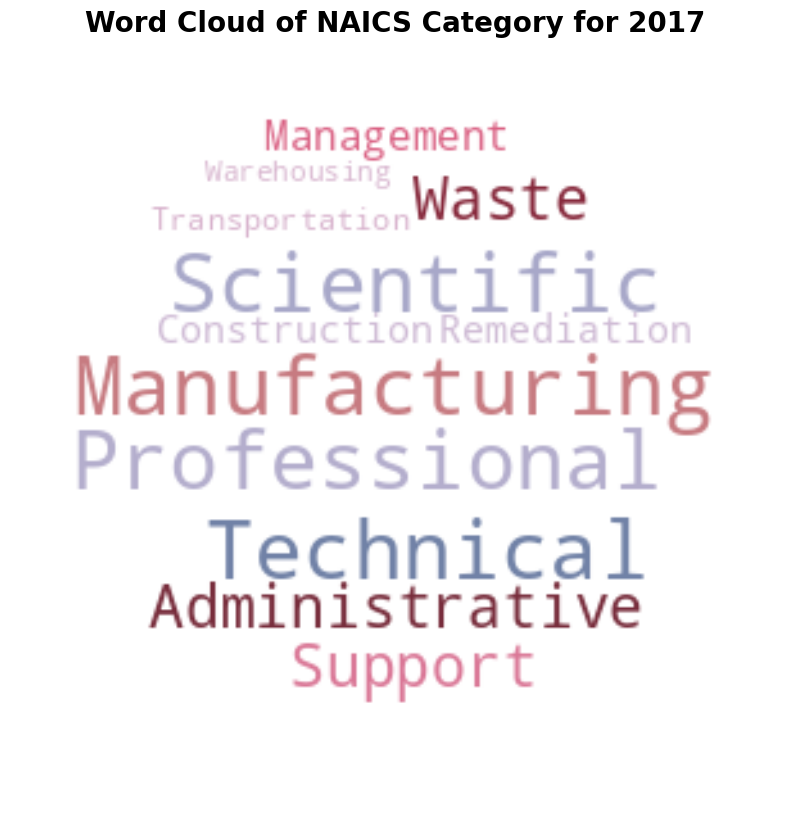 Word Cloud of NAICS Category for 2017
Management
Warehousing
Waste
Transportation
Scientific
Construction Remediation
Manufacturing
Professional
Technical
Administrative
Support